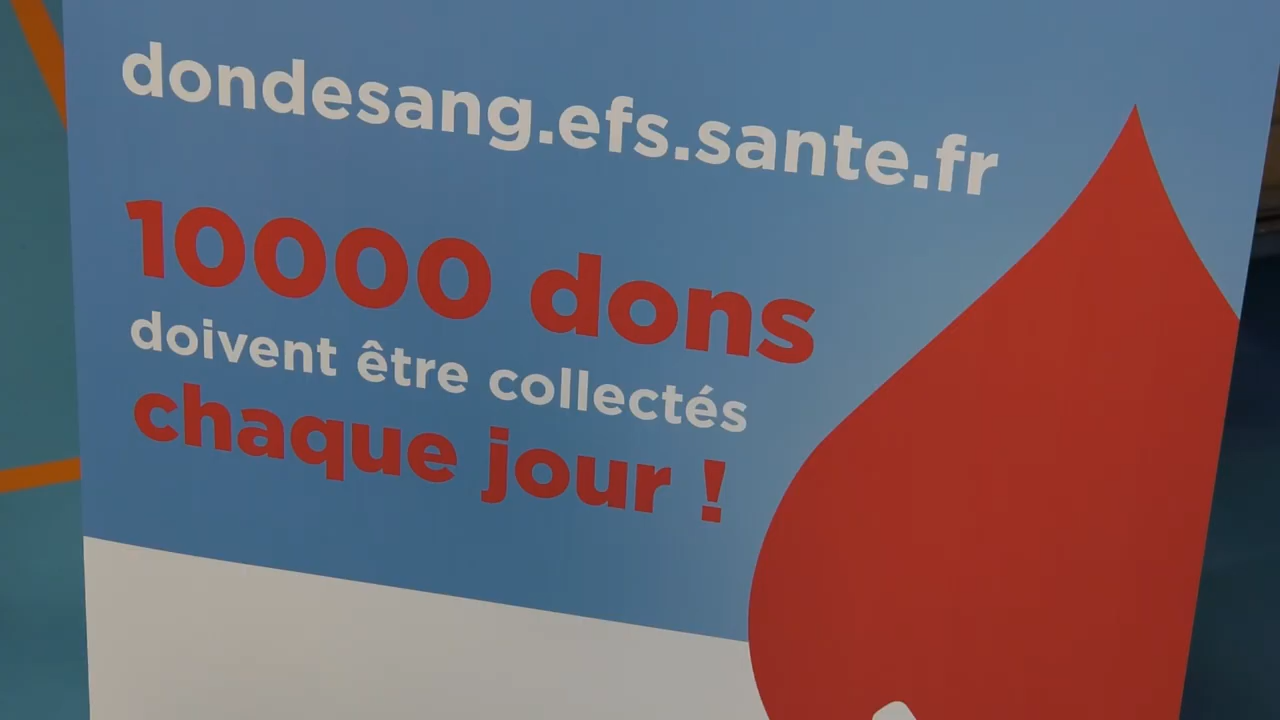 dondesang.efs.sante.fr
10000 dons
doivent être collectés
chaque jour !